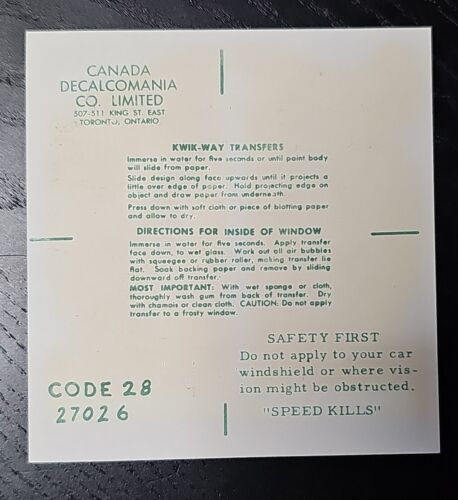 CANADA
DECALCOMANIA
CO. LIMITED
507-511 KING ST. EAST
TORONTO, ONTARIO
KWIK-WAY TRANSFERS
Immerse in water for five seconds or until paint body
will slide from paper.
Slide design along face upwards until it projects a
little over edge of paper. Hold projecting edge on
object and draw paper from underneath.
Press down with soft cloth or piece of blotting paper
and allow to dry.
DIRECTIONS FOR INSIDE OF WINDOW
Immerse in water for five seconds. Apply transfer
face down, to wet glass. Work out all air bubbles
with squeegee or rubber roller, making transfer lie
flat. Soak backing paper and remove by sliding
downward off transfer.
MOST IMPORTANT: With wet sponge or cloth,
thoroughly wash gum from back of transfer. Dry
with chamois or clean cloth. CAUTION: Do not apply
transfer to a frosty window.
SAFETY FIRST
Do not apply to your car
windshield or where vis-
ion might be obstructed.
"SPEED KILLS"
CODE 28
27026